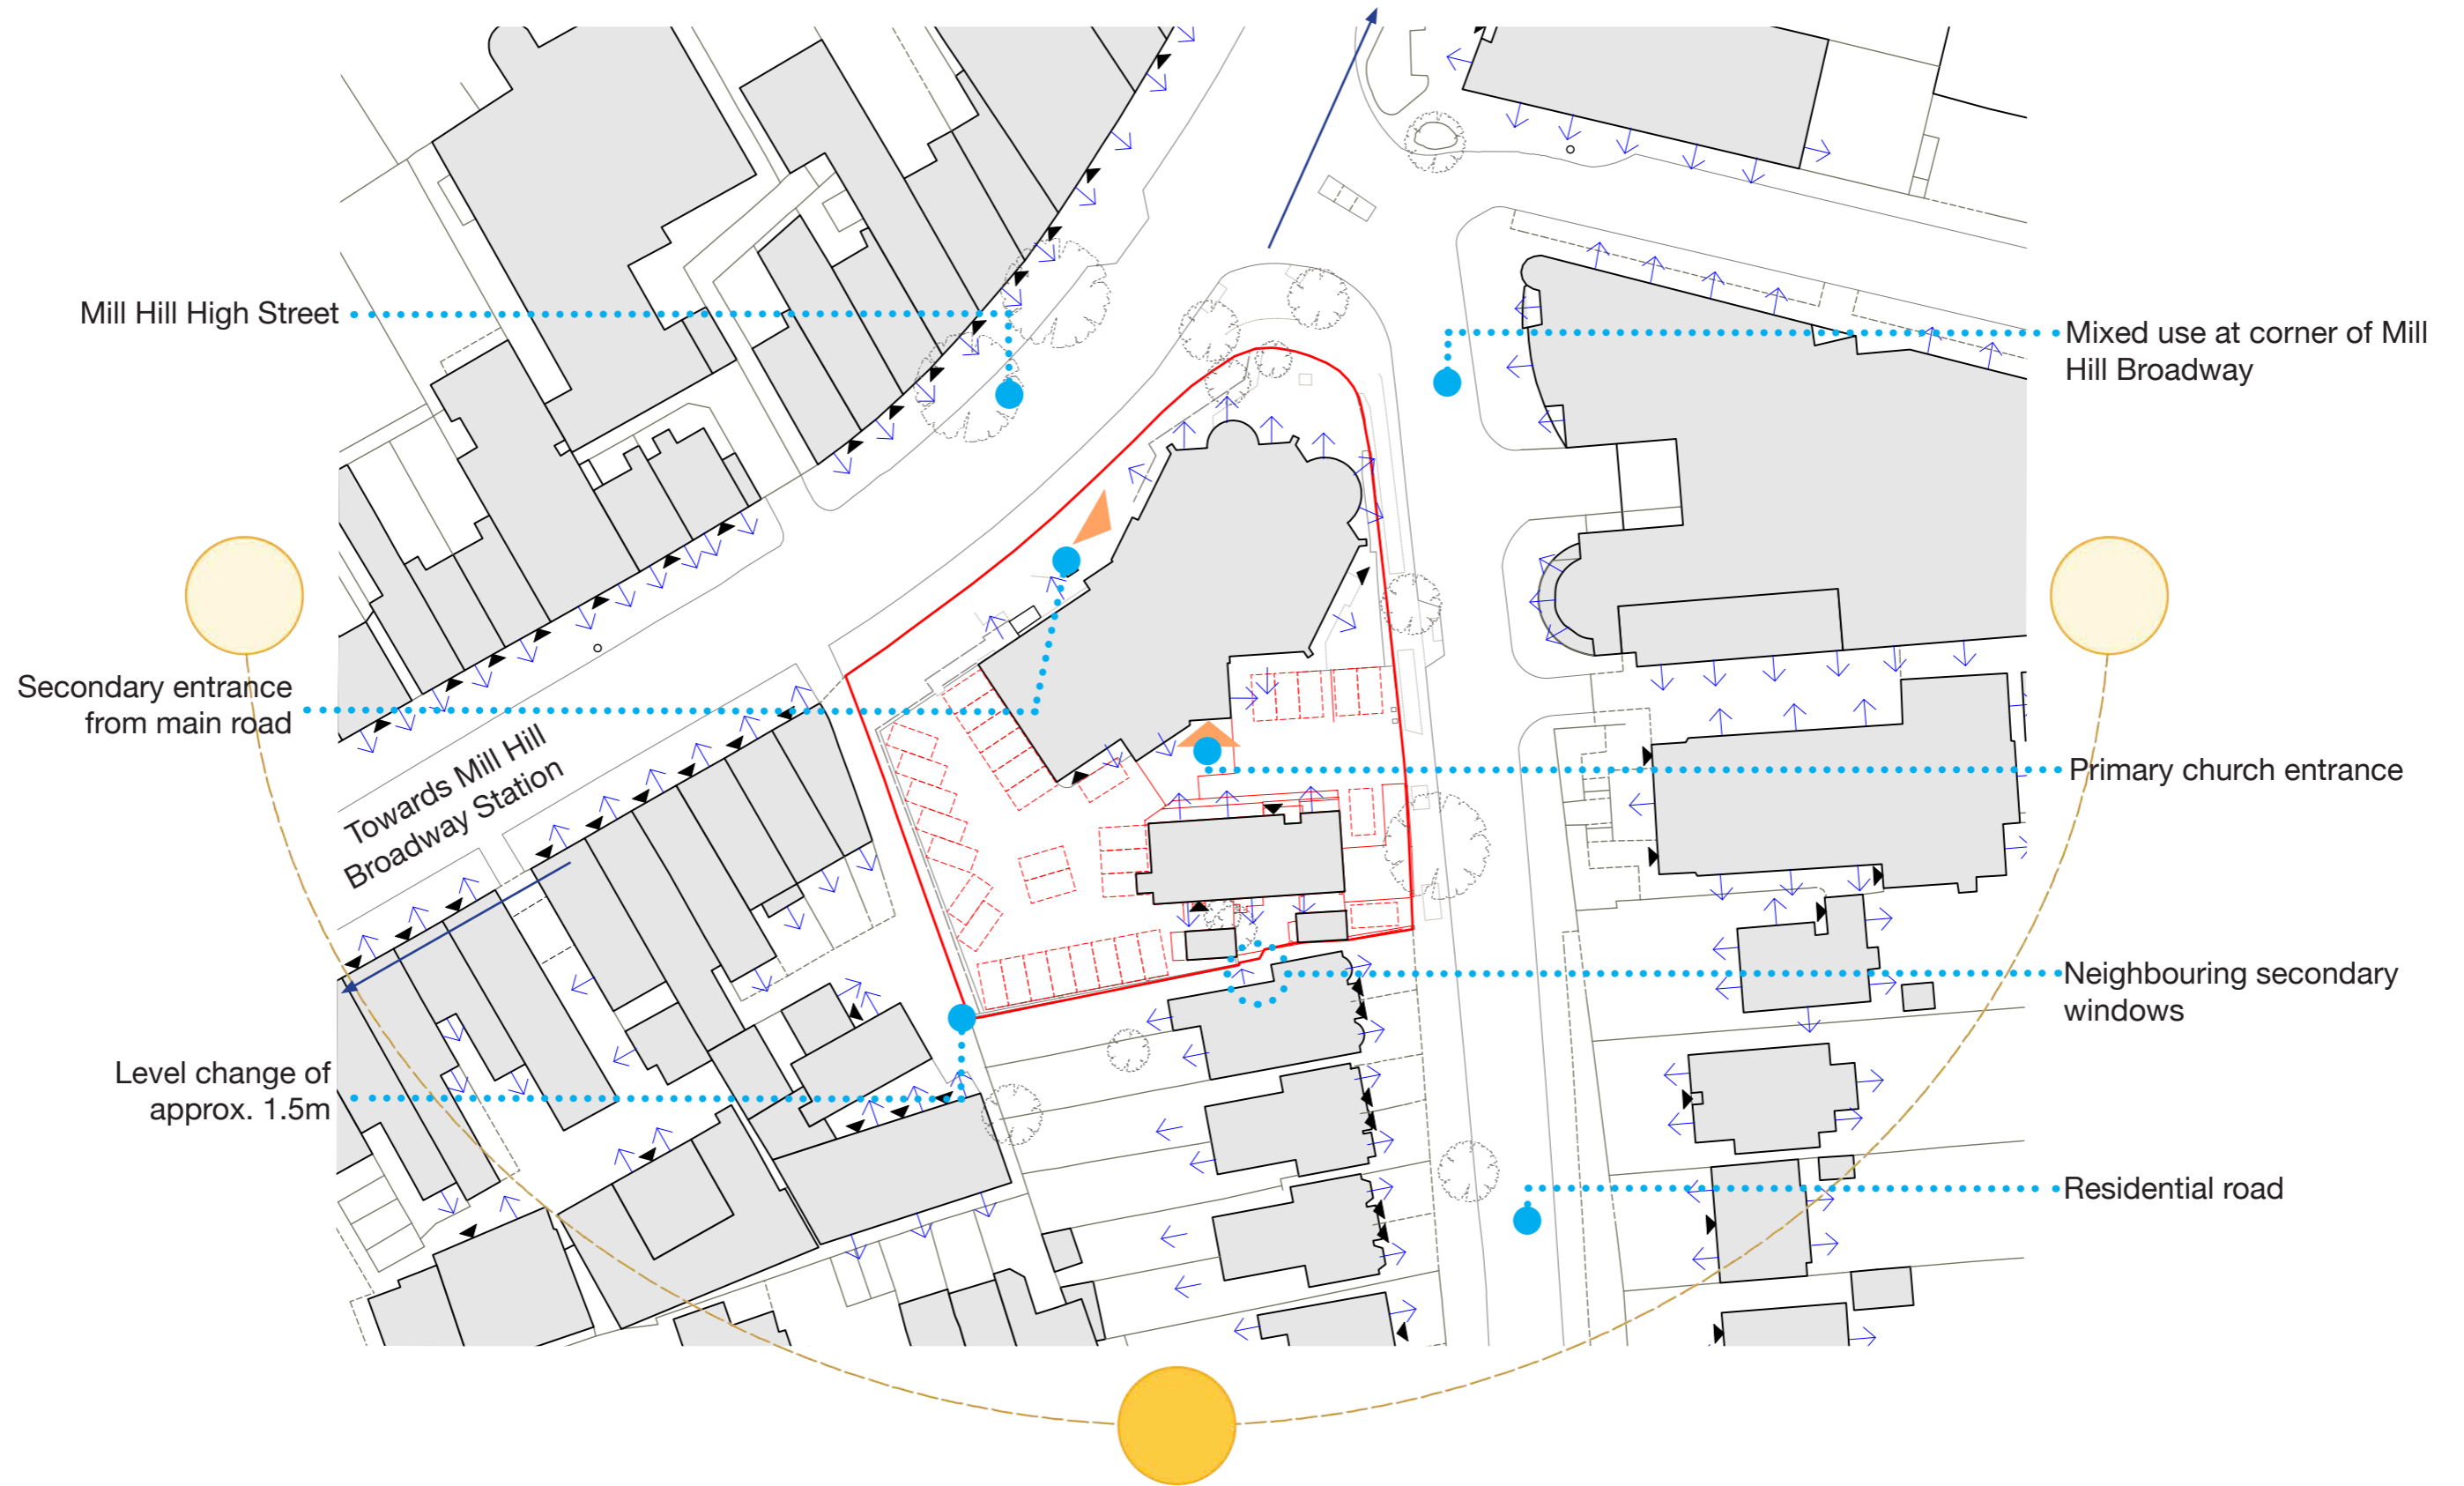 Mill Hill High Street
Mixed use at corner of Mill
Hill Broadway
Secondary entrance
from main road
Towards Mill Hill
Broadway Station
Primary church entrance
Neighbouring secondary
windows
Level change of
approx. 1.5m
Residential road